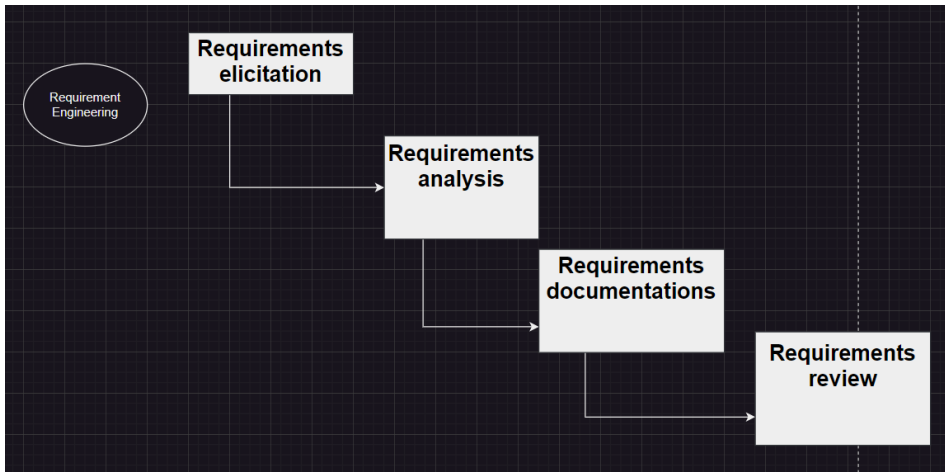 Requirement
Engineering
Requirements
elicitation
Requirements
analysis
Requirements
documentations
Requirements
review